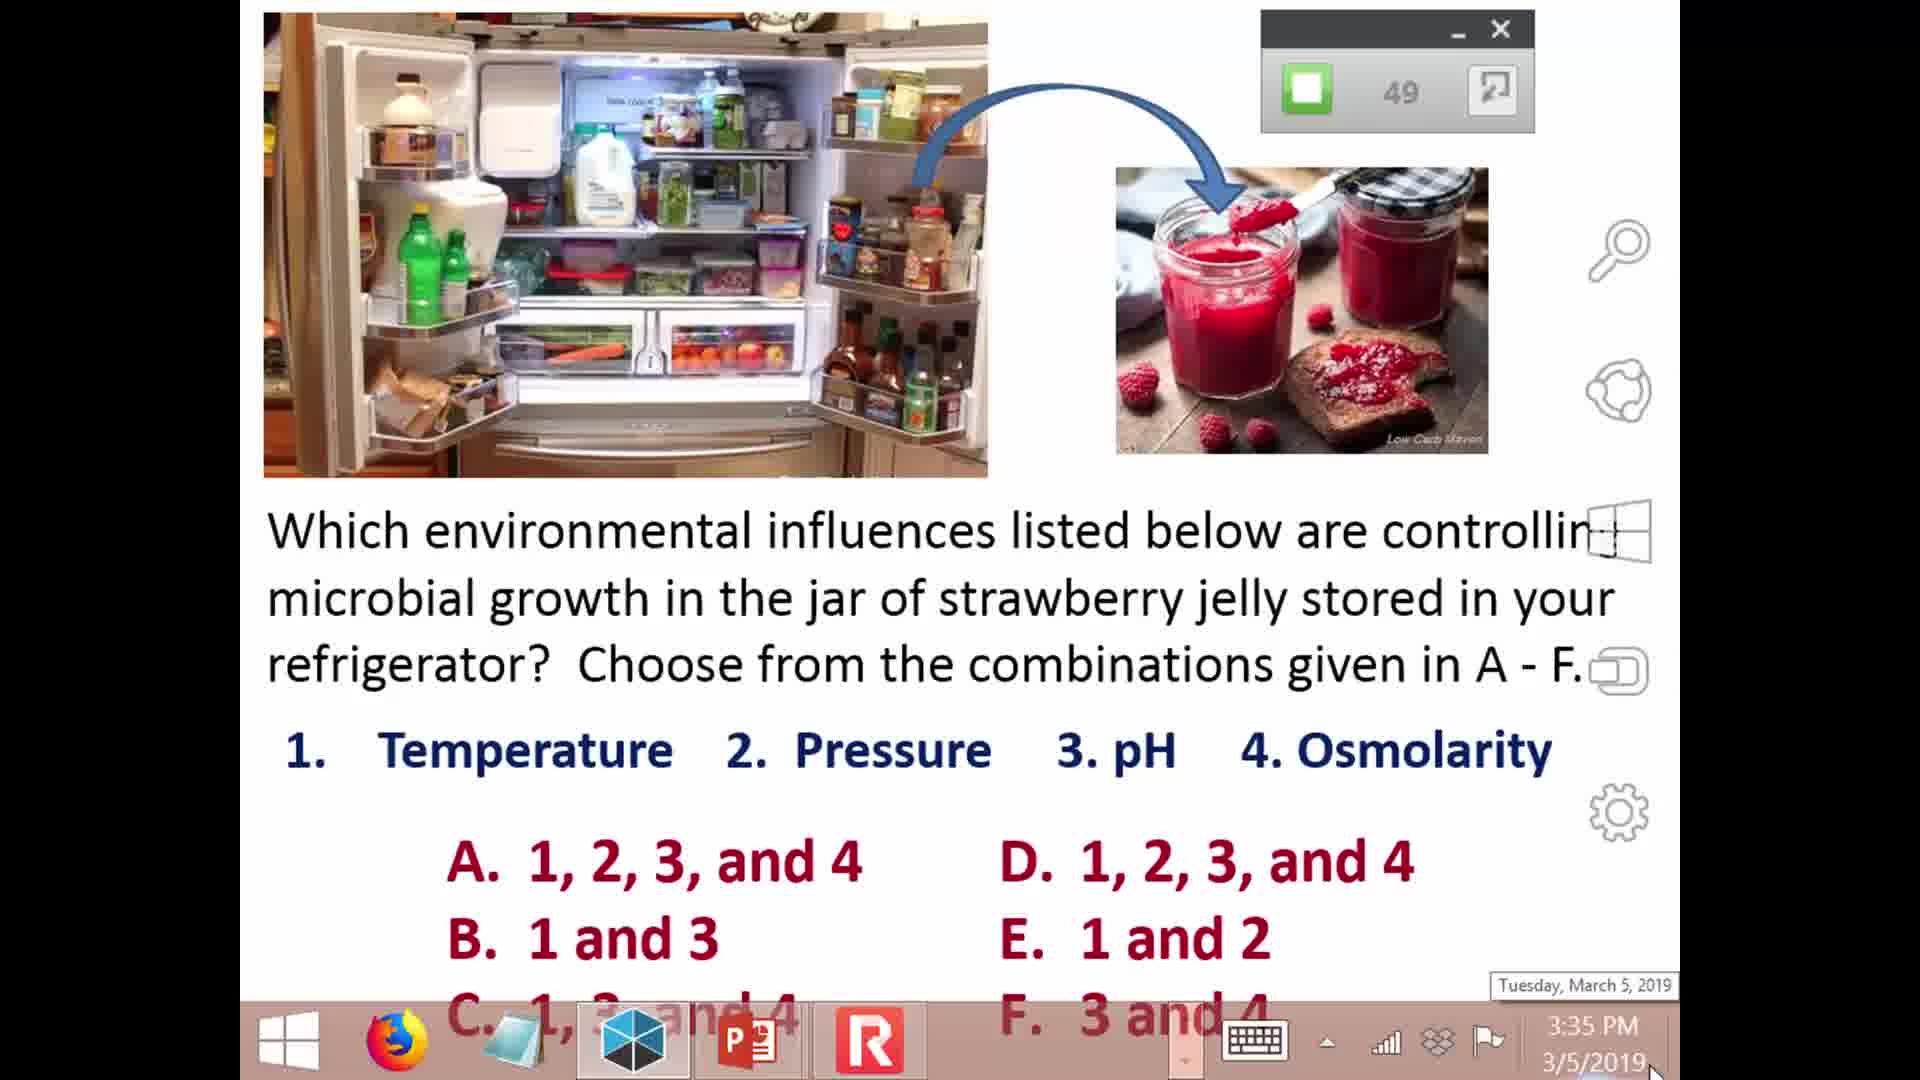 49
Low Carb Maven
Which environmental influences listed below are controlling
microbial growth in the jar of strawberry jelly stored in your
refrigerator? Choose from the combinations given in A - F.
1. Temperature 2. Pressure 3. pH 4. Osmolarity
A. 1, 2, 3, and 4 D. 1, 2, 3, and 4
B. 1 and 3 E. 1 and 2
C. 1, 3, and 4 F. 3 and 4
Tuesday, March 5, 2019
3:35 PM
3/5/2019